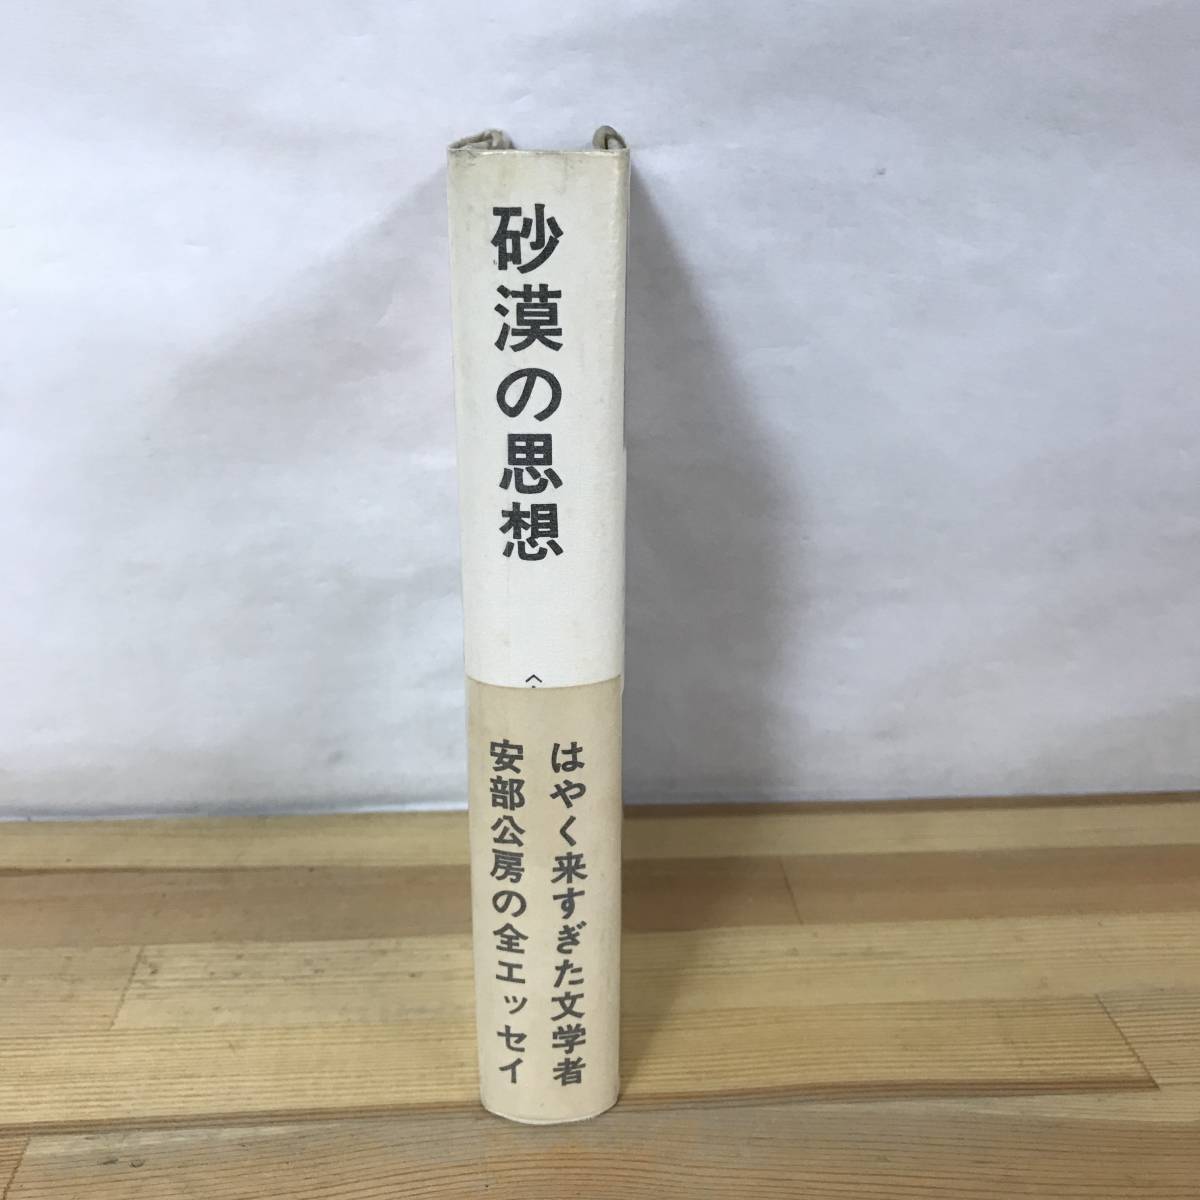 砂漠の思想
はやく来すぎた文学者
安部公房の全エッセイ